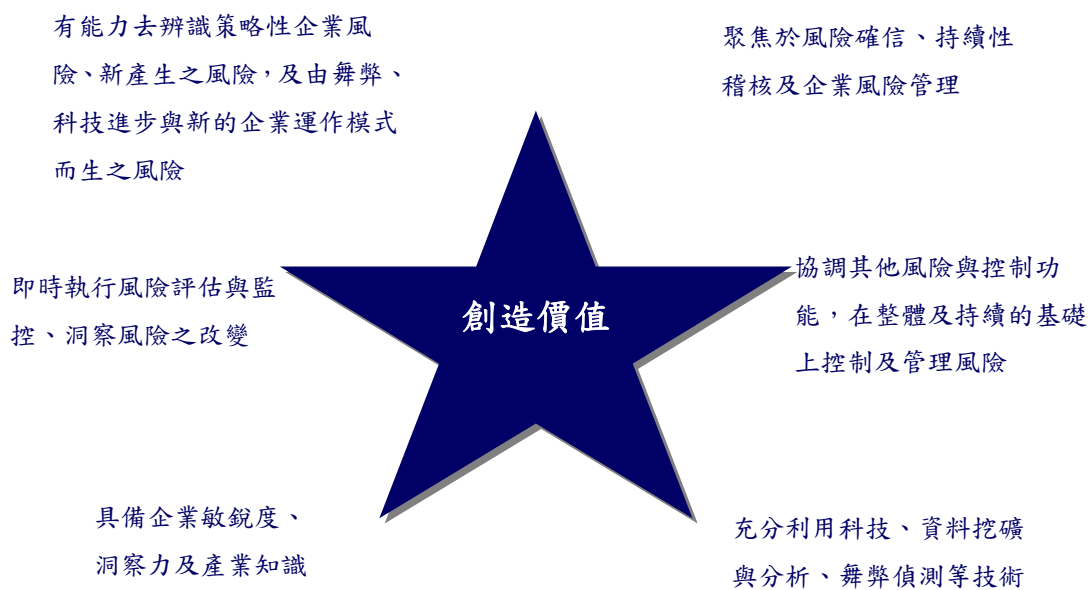 有能力去辨識策略性企業風
險、新產生之風險，及由舞弊、
科技進步與新的企業運作模式
而生之風險
聚焦於風險確信、持續性
稽核及企業風險管理
即時執行風險評估與監
控、洞察風險之改變
創造價值
協調其他風險與控制功
能，在整體及持續的基礎
上控制及管理風險
具備企業敏銳度、
洞察力及產業知識
充分利用科技、資料挖礦
與分析、舞弊偵測等技術